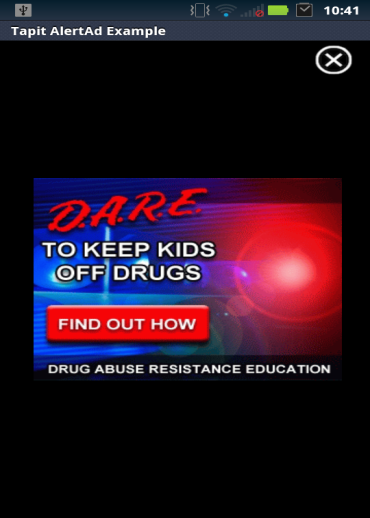 10:41
Tapit AlertAd Example
D.A.R.E.
TO KEEP KIDS
OFF DRUGS
FIND OUT HOW
DRUG ABUSE RESISTANCE EDUCATION